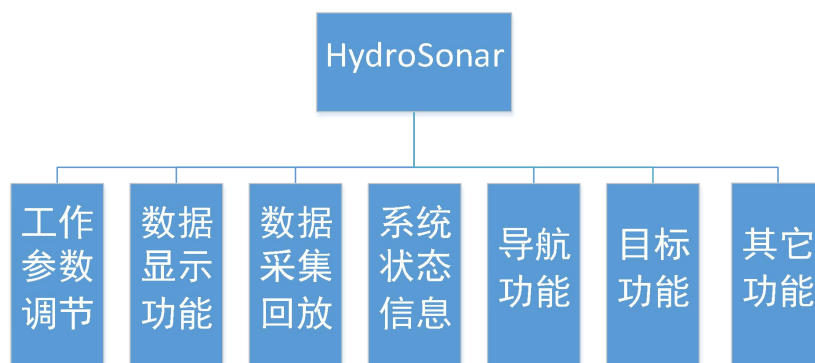 HydroSonar
工作
参数
调节
数据
显示
功能
数据
采集
回放
系统
状态
信息
导航
功能
目标
功能
其它
功能